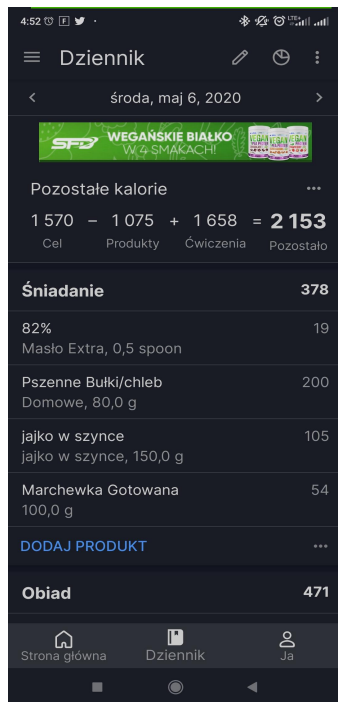 4:52
LTE+
Dziennik
środa, maj 6, 2020
SFD WEGAŃSKIE BIAŁKO
W 4 SMAKACH!
Pozostałe kalorie
1 570 – 1 075 + 1 658 = 2 153
Cel Produkty Ćwiczenia Pozostało
Śniadanie 378
82% 19
Masło Extra, 0,5 spoon
Pszenne Bułki/chleb 200
Domowe, 80,0 g
jajko w szynce 105
jajko w szynce, 150,0 g
Marchewka Gotowana 54
100,0 g
DODAJ PRODUKT
Obiad 471
Strona główna Dziennik Ja